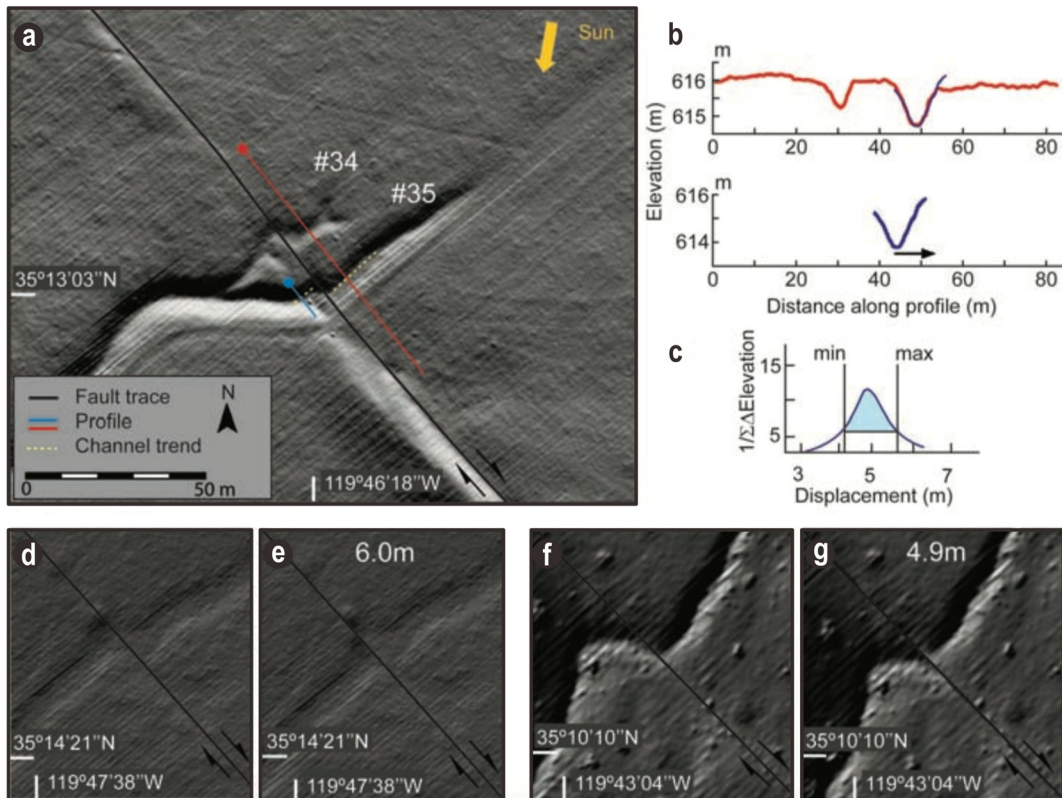 a
Sun
#34
#35
35º13'03"N
Fault trace
Profile
Channel trend
N
0 50 m
119º46'18"W
b
m
616
615
0 20 40 60 80
m
616
614
0 20 40 60 80
Elevation (m)
Distance along profile (m)
c
min max
15
5
1/ΣΔElevation
3 5 7
Displacement (m)
d
35º14'21"N
119º47'38"W
e
6.0m
35º14'21"N
119º47'38"W
f
35º10'10"N
119º43'04"W
g
4.9m
35º10'10"N
119º43'04"W